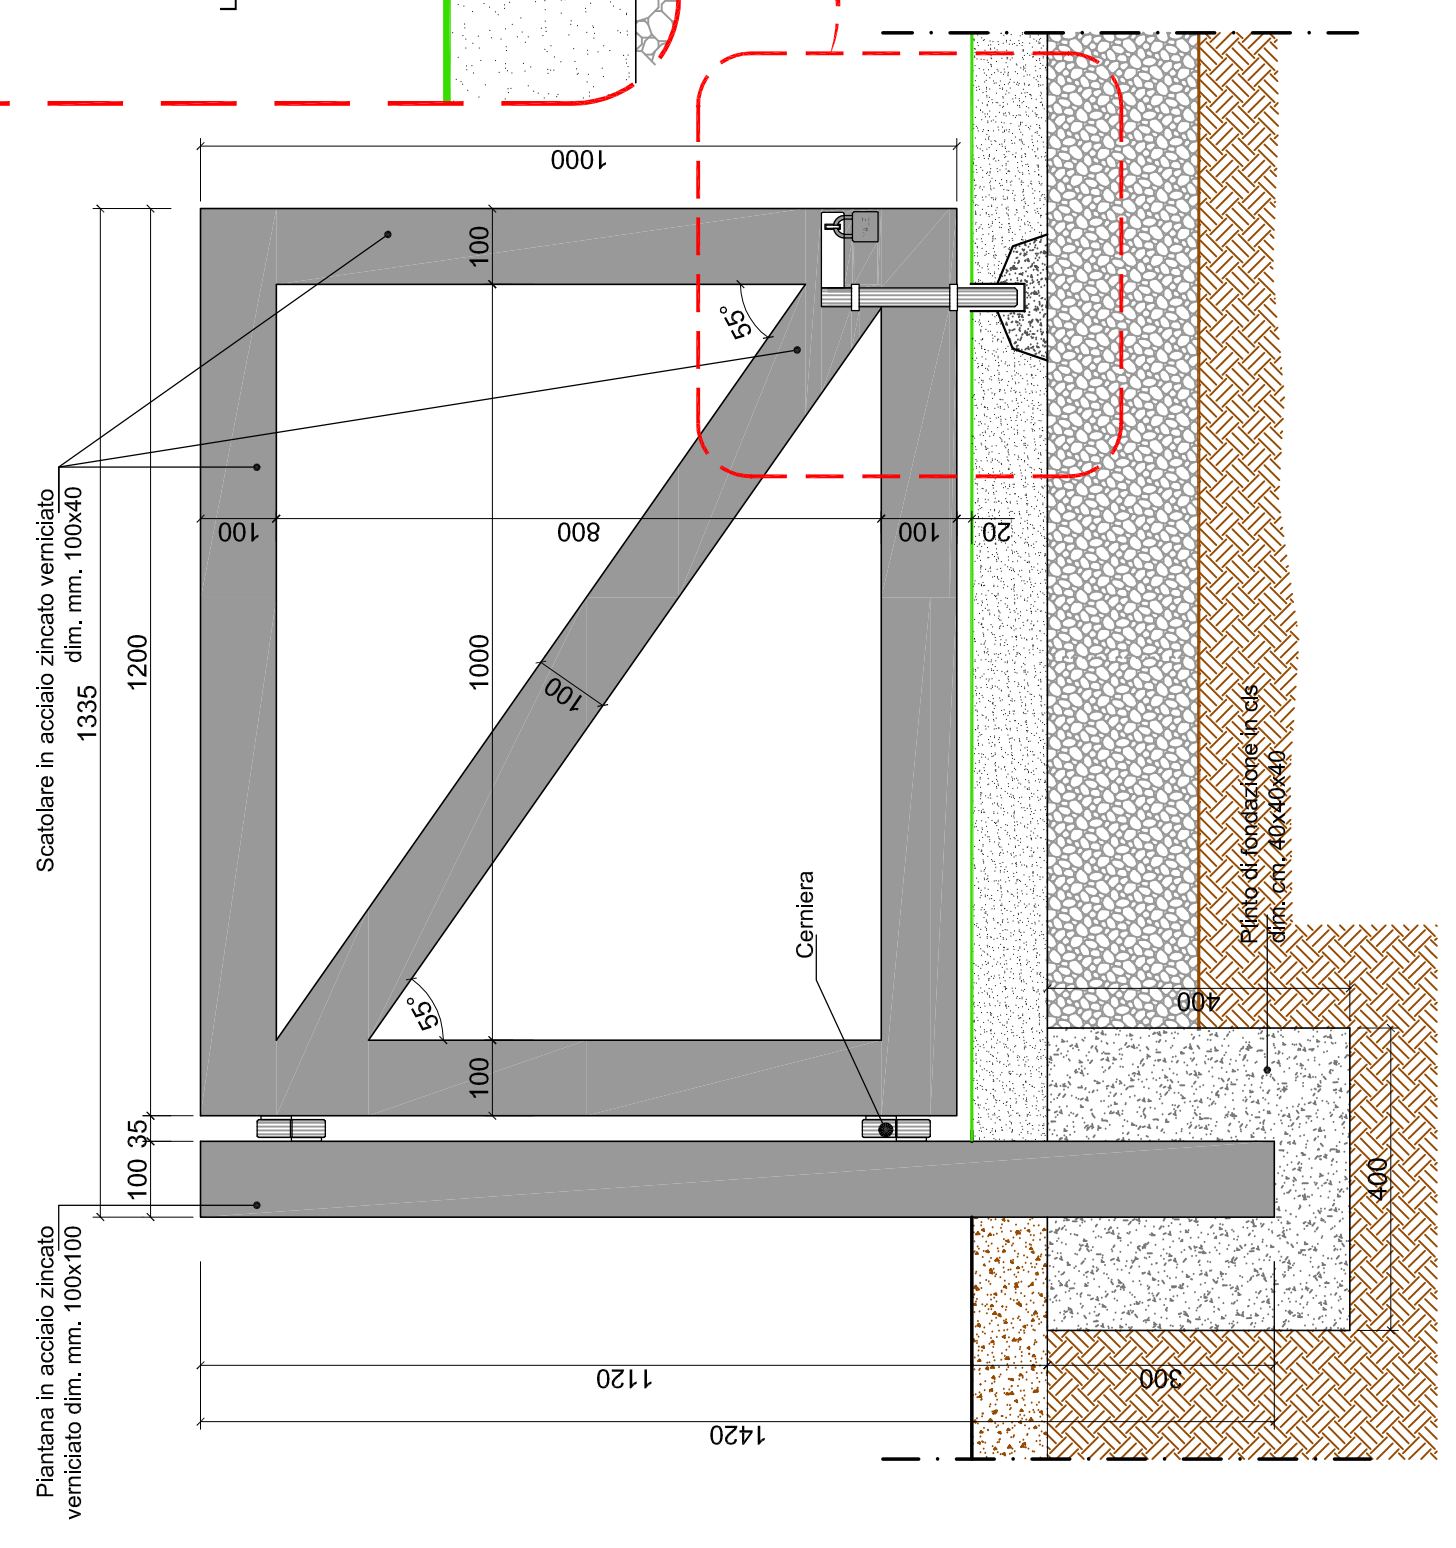 Scatolare in acciaio zincato verniciato
dim. mm. 100x40
1335
1200
35
100
Piantana in acciaio zincato
verniciato dim. mm. 100x100
1000
100
1000
100
100
800
100
20
55°
55°
100
Cerniera
Plinto di fondazione in cls
dim. cm. 40x40x40
400
400
1120
300
1420